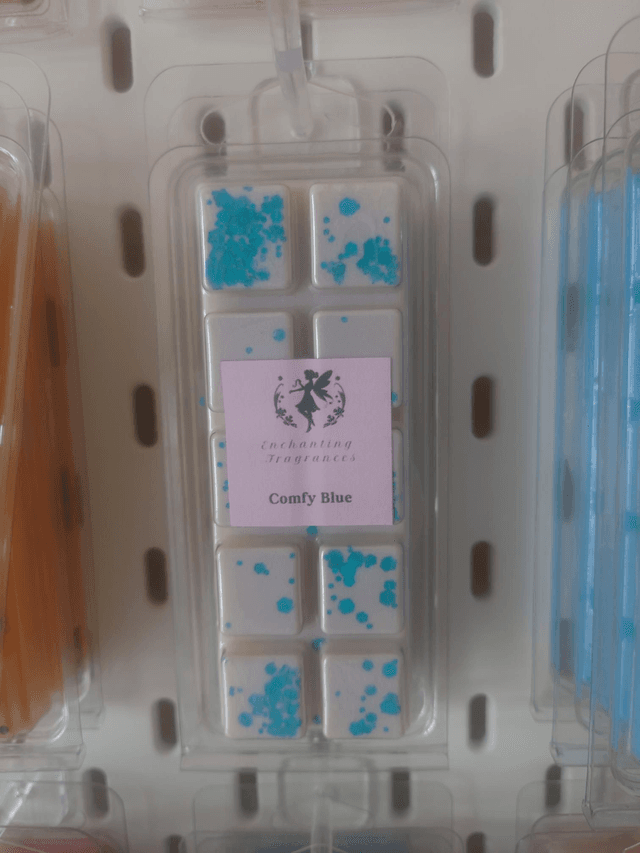 Enchanting
Fragrances
Comfy Blue